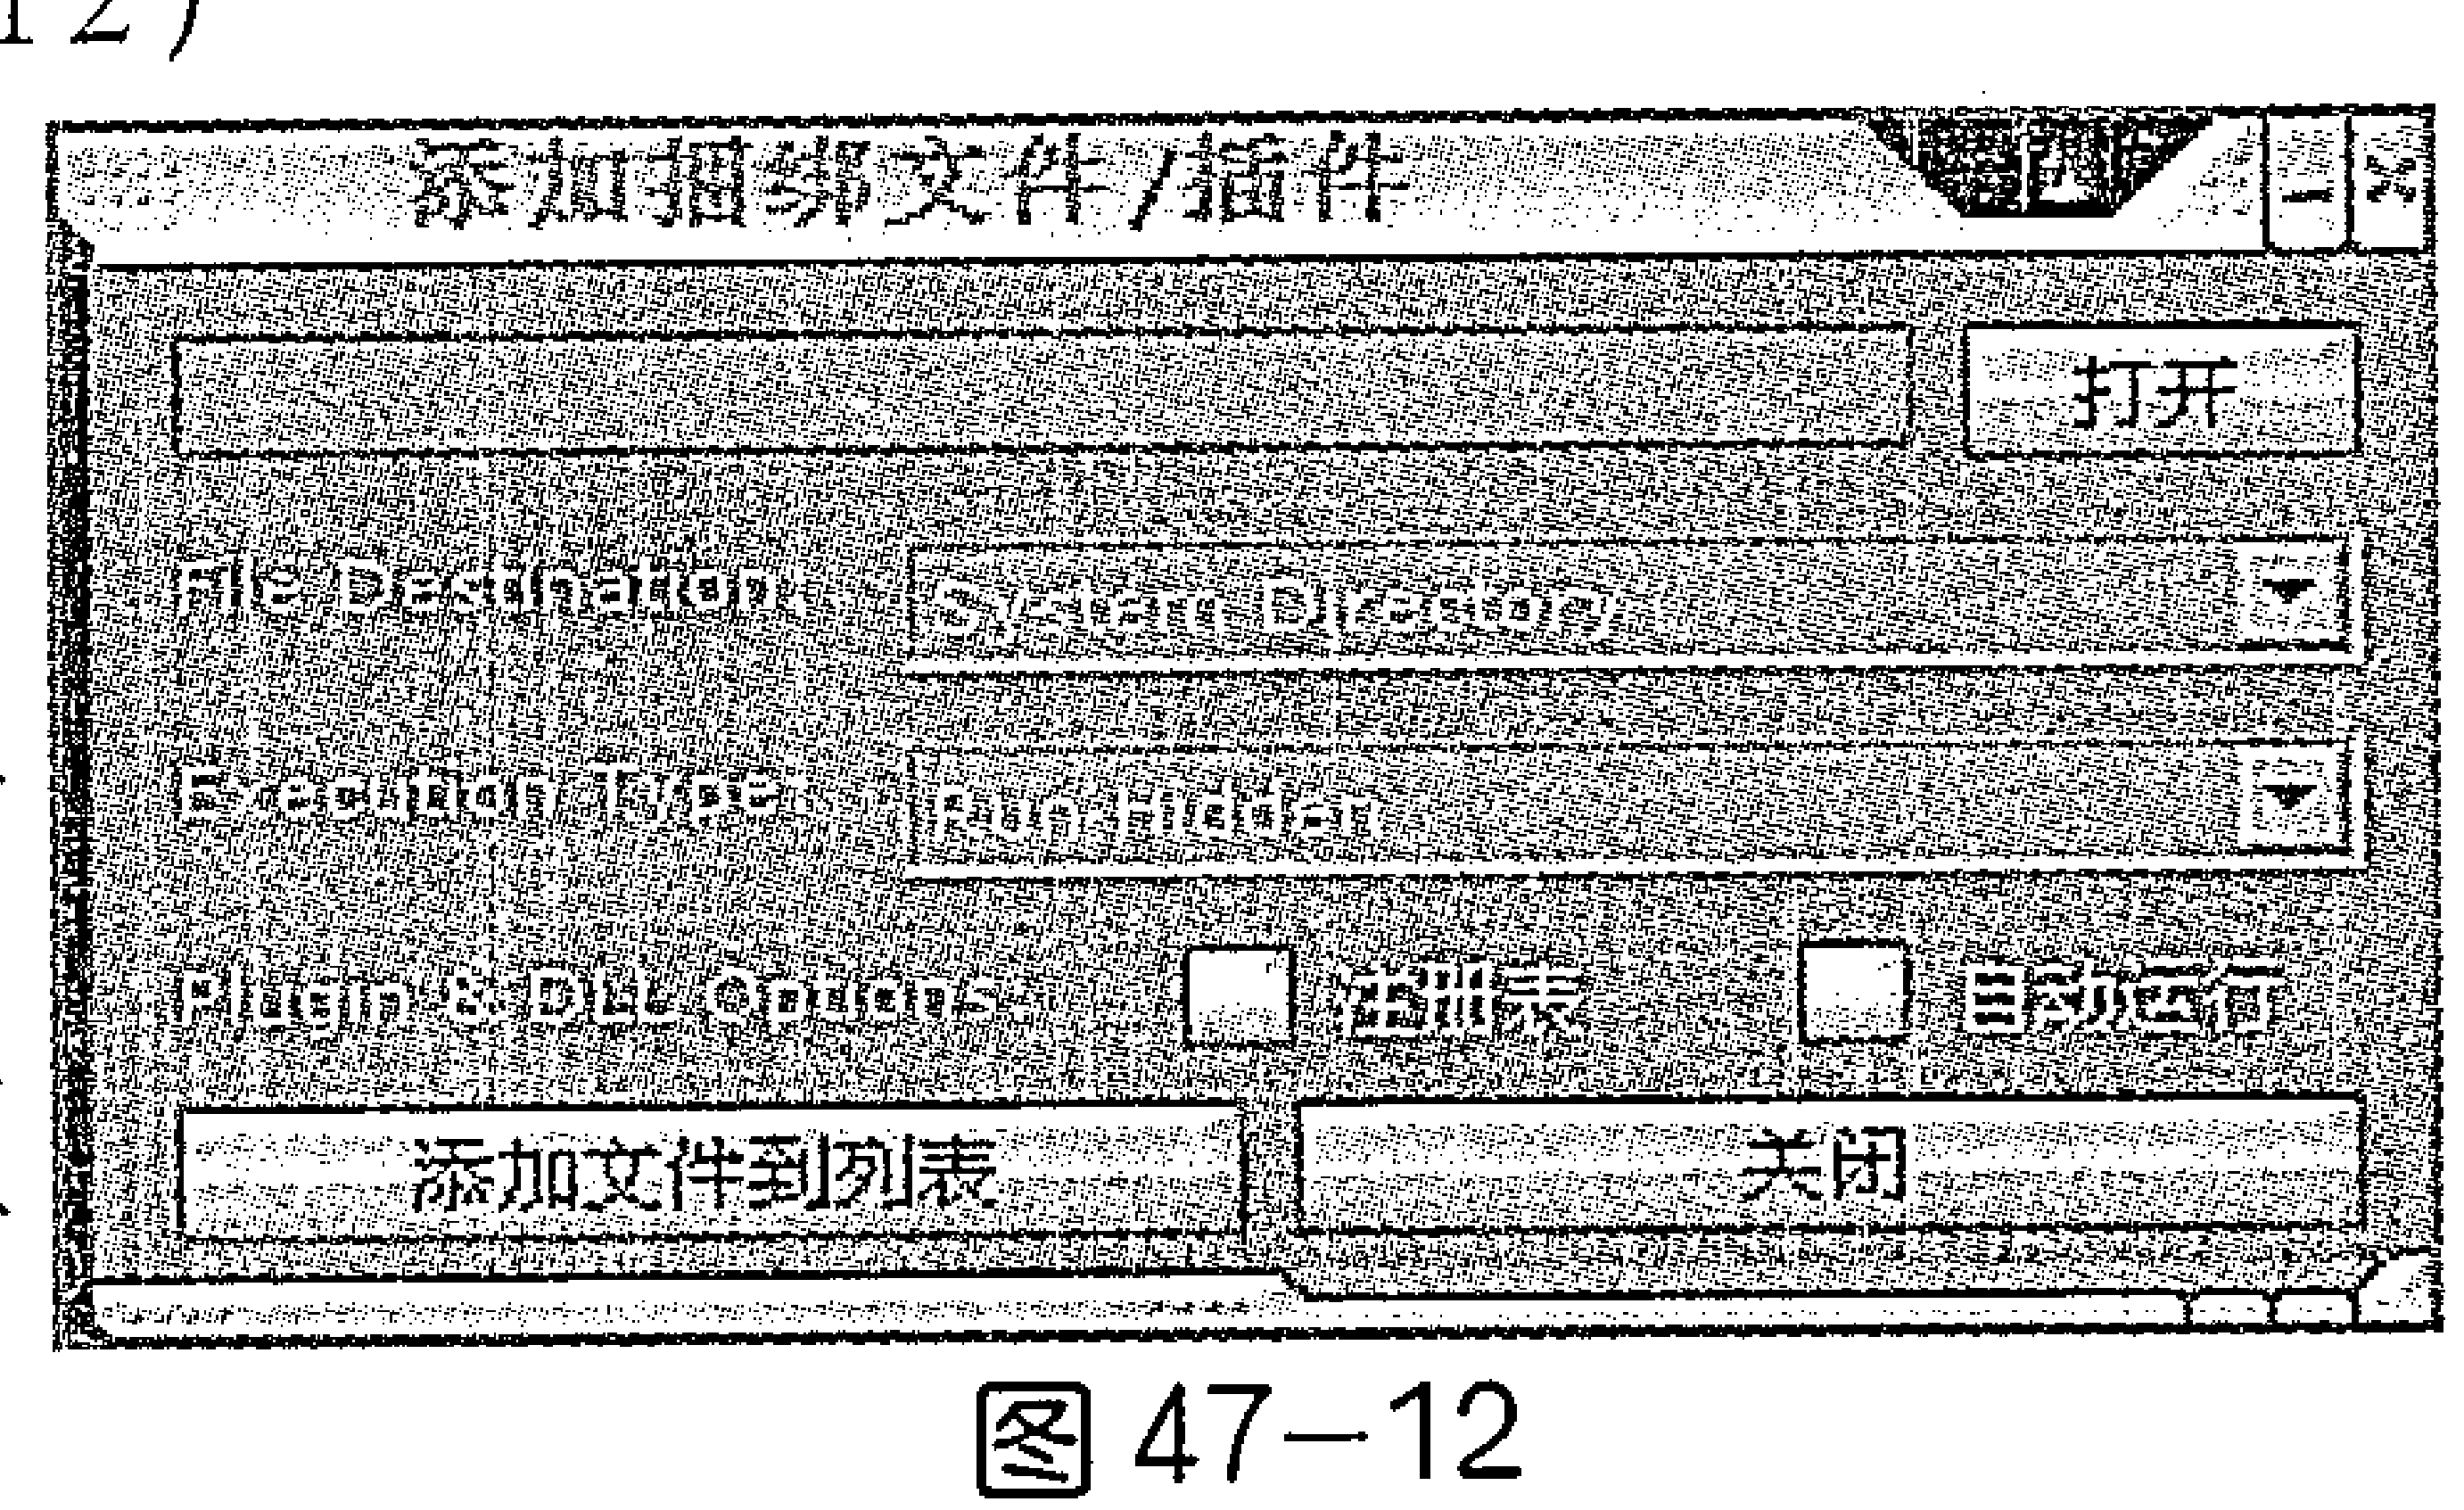 12)
添加捆绑文件/插件
打开
File Destination: System Directory
Execution Type: Run hidden
Plugin & DLL Options: 注册表 自动运行
添加文件到列表 关闭
图 47-12